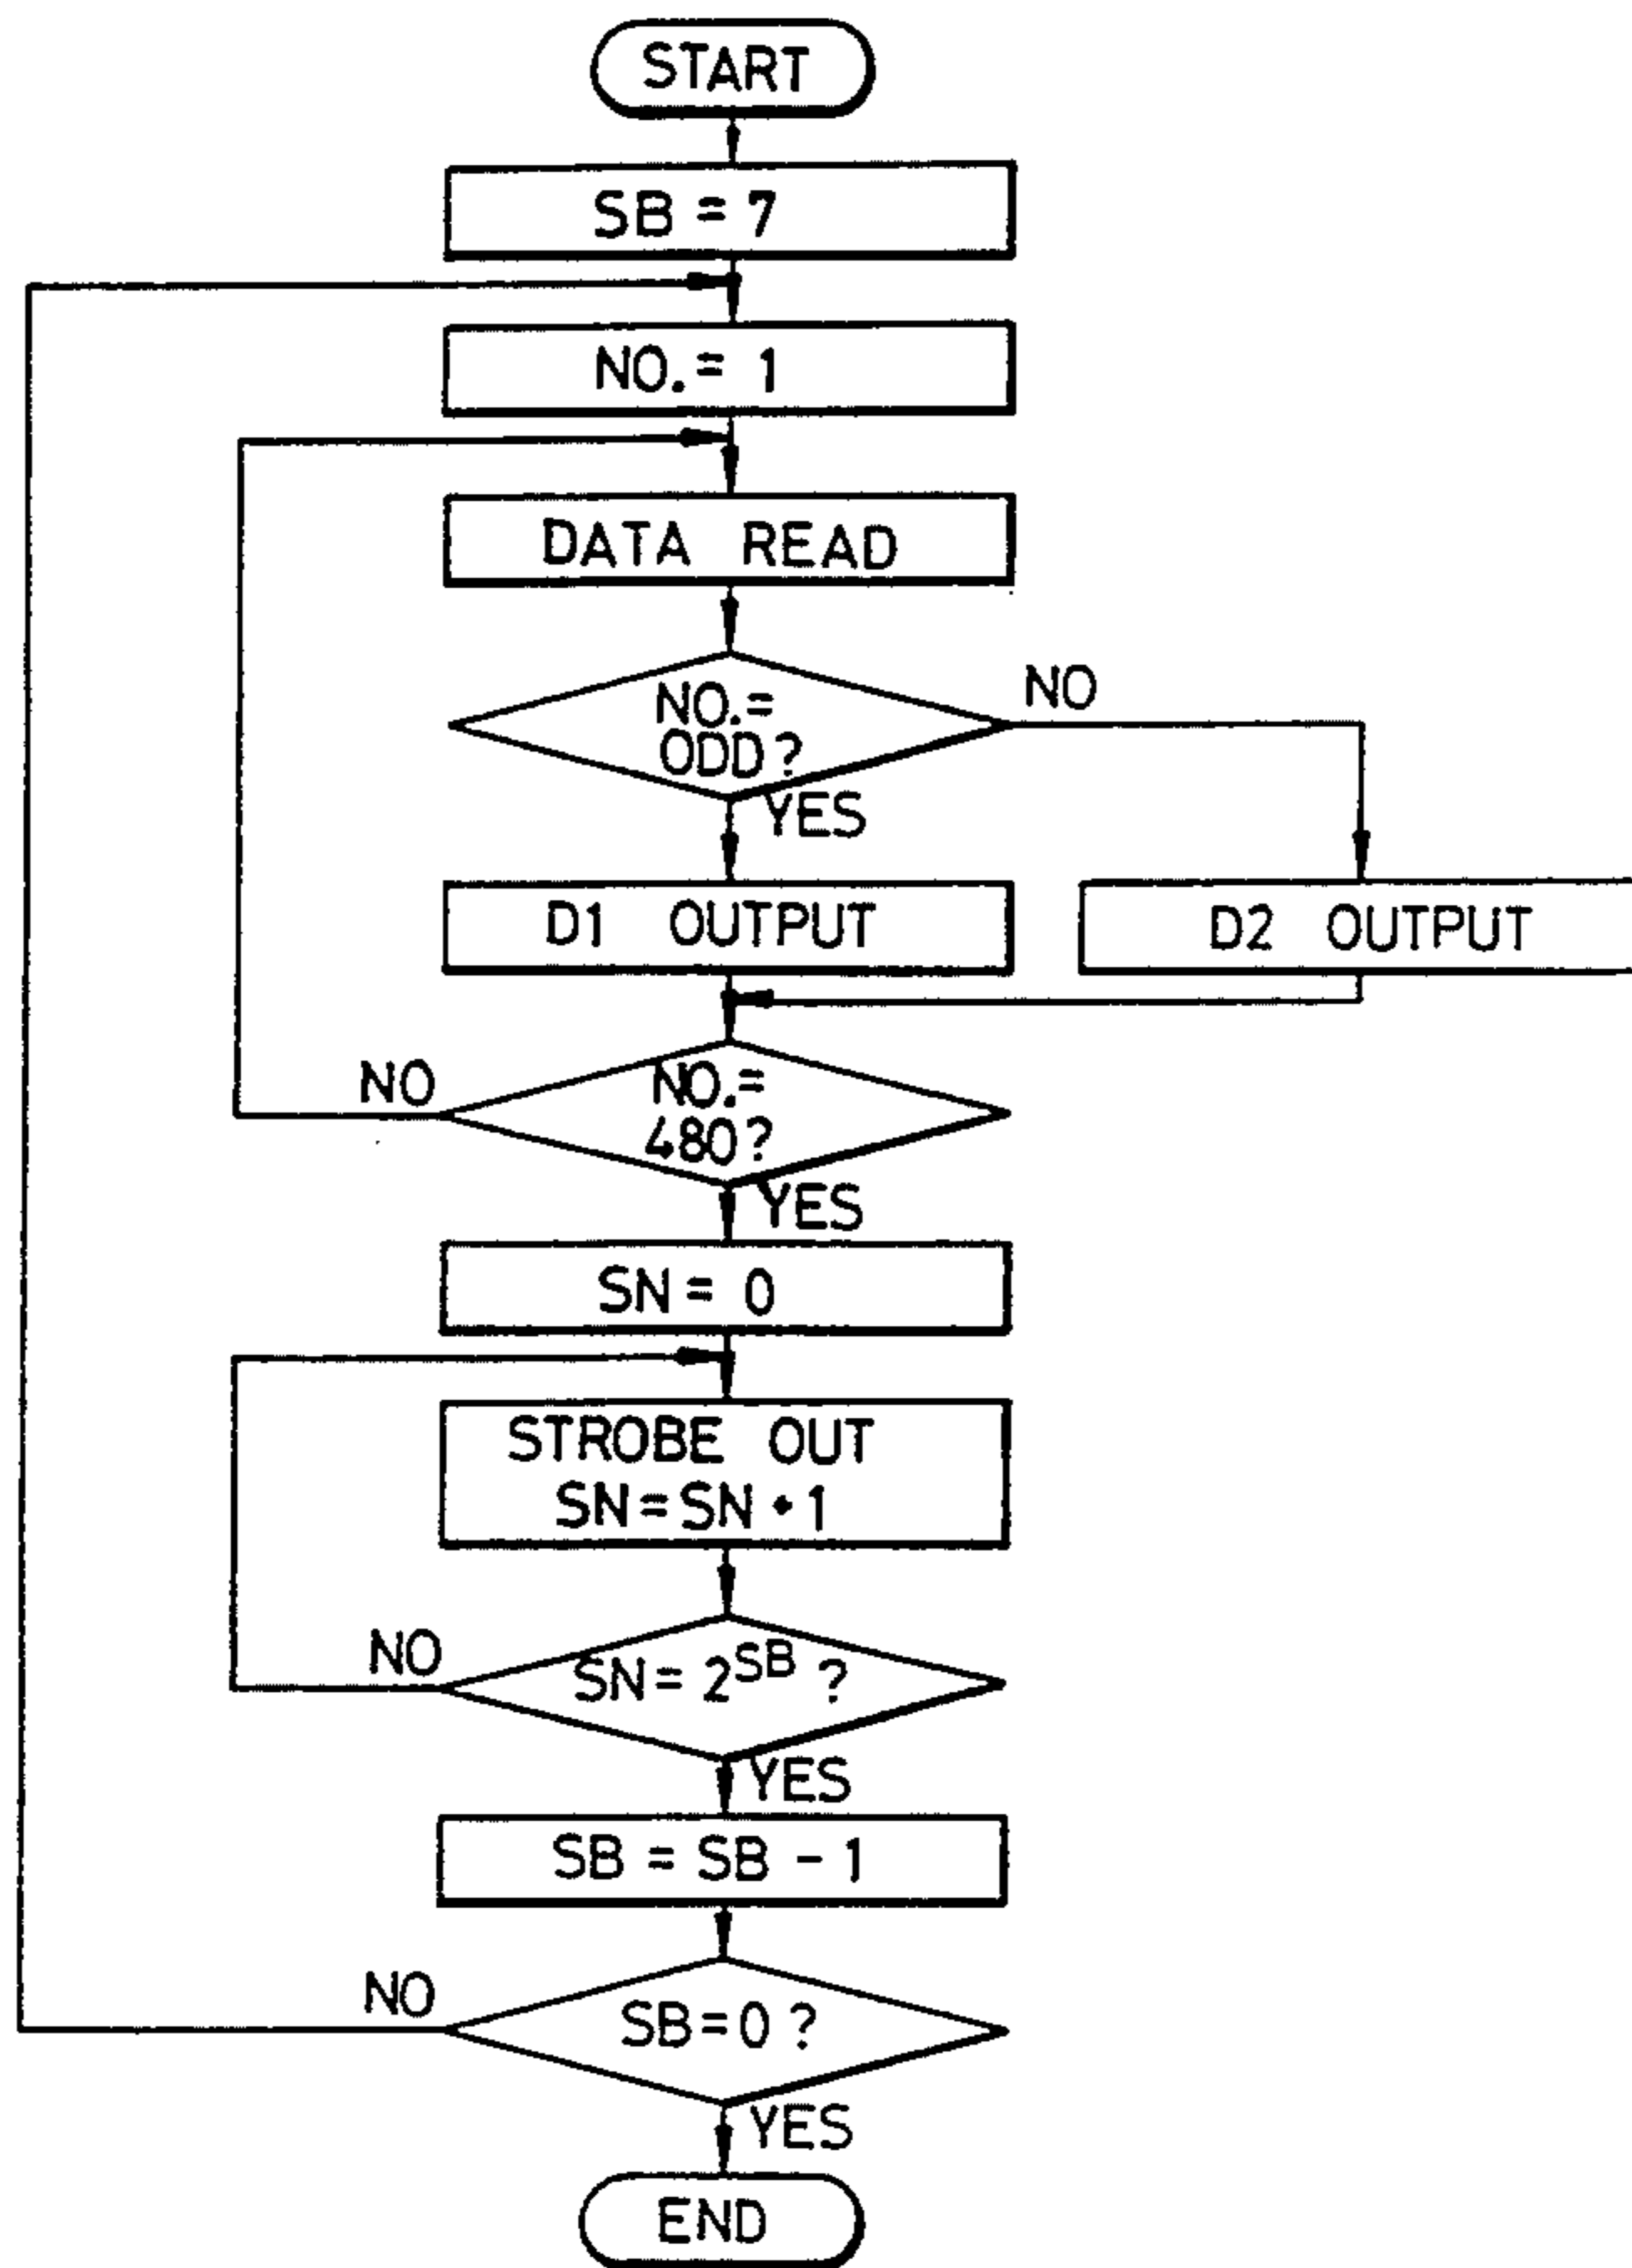 START
SB = 7
NO. = 1
DATA READ
NO. =
ODD ?
NO
YES
D1 OUTPUT
D2 OUTPUT
NO
NO. =
480 ?
YES
SN = 0
STROBE OUT
SN = SN + 1
NO
SN = 2^SB ?
YES
SB = SB - 1
NO
SB = 0 ?
YES
END